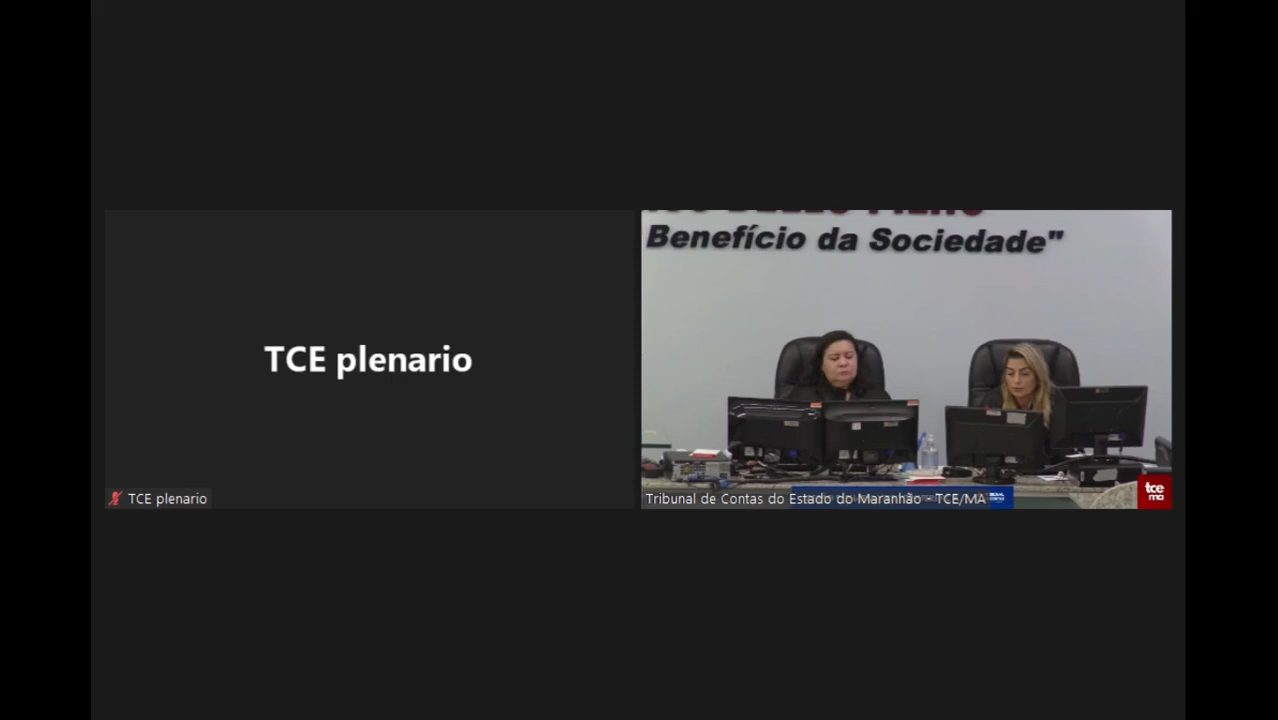 TCE plenario
TCE plenario
Benefício da Sociedade"
Tribunal de Contas do Estado do Maranhão - TCE/MA
tce
ma